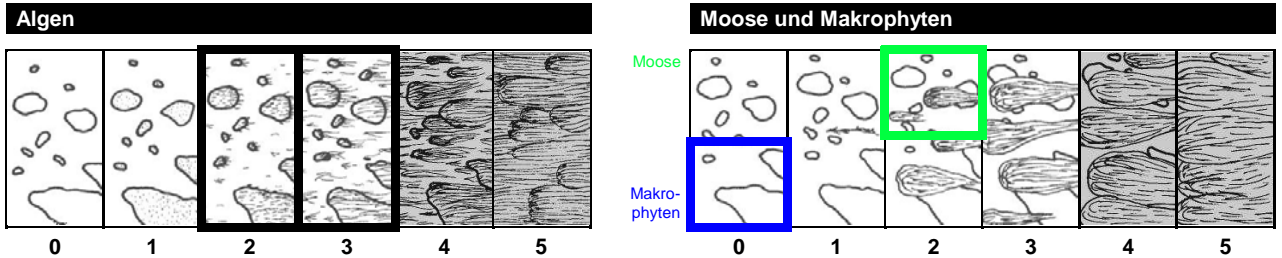 Algen
0 1 2 3 4 5
Moose und Makrophyten
Moose
Makro-
phyten
0 1 2 3 4 5